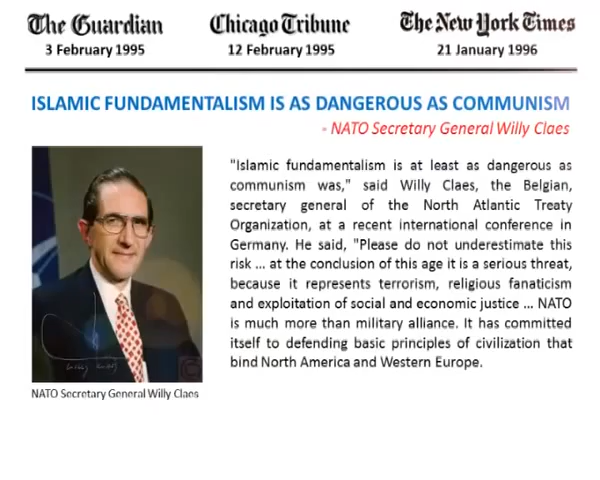 The Guardian Chicago Tribune The New York Times
3 February 1995 12 February 1995 21 January 1996
ISLAMIC FUNDAMENTALISM IS AS DANGEROUS AS COMMUNISM
- NATO Secretary General Willy Claes
"Islamic fundamentalism is at least as dangerous as
communism was," said Willy Claes, the Belgian,
secretary general of the North Atlantic Treaty
Organization, at a recent international conference in
Germany. He said, "Please do not underestimate this
risk ... at the conclusion of this age it is a serious threat,
because it represents terrorism, religious fanaticism
and exploitation of social and economic justice ... NATO
is much more than military alliance. It has committed
itself to defending basic principles of civilization that
bind North America and Western Europe.
NATO Secretary General Willy Claes